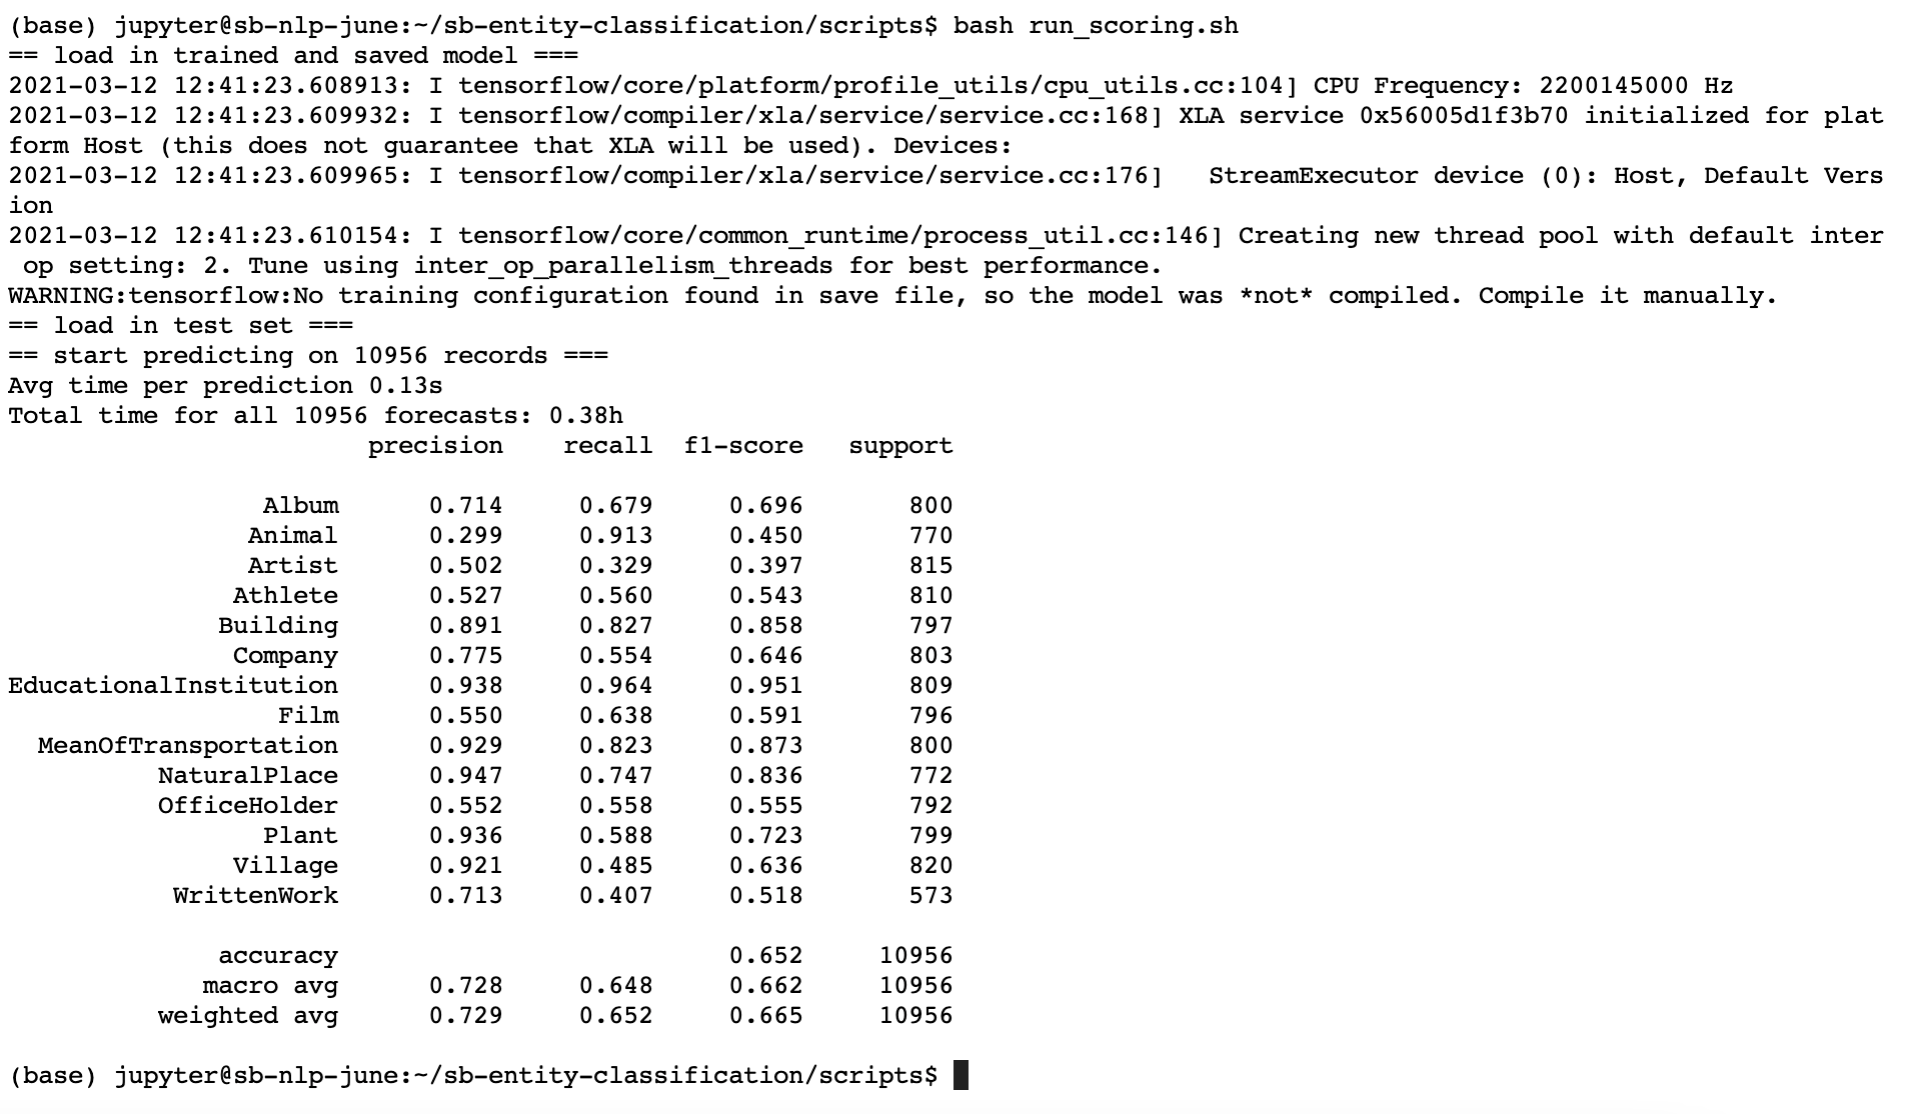 (base) jupyter@sb-nlp-june:~/sb-entity-classification/scripts$ bash run_scoring.sh
== load in trained and saved model ===
2021-03-12 12:41:23.608913: I tensorflow/core/platform/profile_utils/cpu_utils.cc:104] CPU Frequency: 2200145000 Hz
2021-03-12 12:41:23.609932: I tensorflow/compiler/xla/service/service.cc:168] XLA service 0x56005d1f3b70 initialized for plat
form Host (this does not guarantee that XLA will be used). Devices:
2021-03-12 12:41:23.609965: I tensorflow/compiler/xla/service/service.cc:176]   StreamExecutor device (0): Host, Default Vers
ion
2021-03-12 12:41:23.610154: I tensorflow/core/common_runtime/process_util.cc:146] Creating new thread pool with default inter
 op setting: 2. Tune using inter_op_parallelism_threads for best performance.
WARNING:tensorflow:No training configuration found in save file, so the model was *not* compiled. Compile it manually.
== load in test set ===
== start predicting on 10956 records ===
Avg time per prediction 0.13s
Total time for all 10956 forecasts: 0.38h
                        precision    recall  f1-score   support

                 Album      0.714     0.679     0.696       800
                Animal      0.299     0.913     0.450       770
                Artist      0.502     0.329     0.397       815
               Athlete      0.527     0.560     0.543       810
              Building      0.891     0.827     0.858       797
               Company      0.775     0.554     0.646       803
EducationalInstitution      0.938     0.964     0.951       809
                  Film      0.550     0.638     0.591       796
  MeanOfTransportation      0.929     0.823     0.873       800
          NaturalPlace      0.947     0.747     0.836       772
          OfficeHolder      0.552     0.558     0.555       792
                 Plant      0.936     0.588     0.723       799
               Village      0.921     0.485     0.636       820
           WrittenWork      0.713     0.407     0.518       573

              accuracy                          0.652     10956
             macro avg      0.728     0.648     0.662     10956
          weighted avg      0.729     0.652     0.665     10956

(base) jupyter@sb-nlp-june:~/sb-entity-classification/scripts$